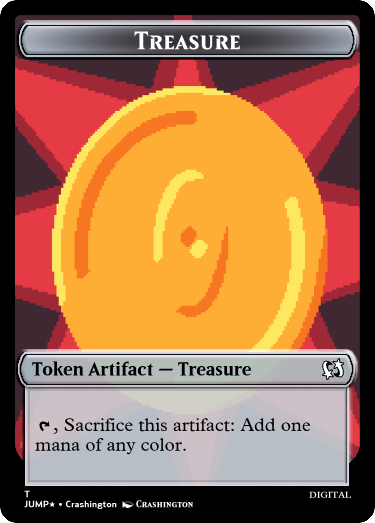 TREASURE
Token Artifact — Treasure
, Sacrifice this artifact: Add one
mana of any color.
T
JUMP★ • Crashington CRASHINGTON
DIGITAL